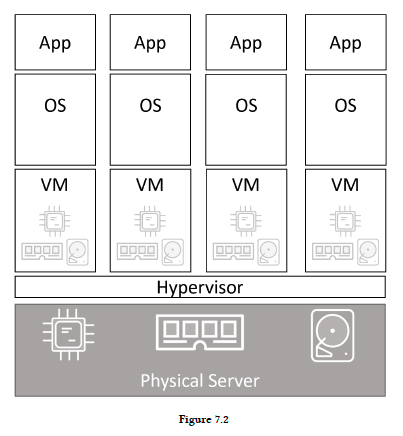 App App App App
OS OS OS OS
VM VM VM VM
Hypervisor
Physical Server
Figure 7.2